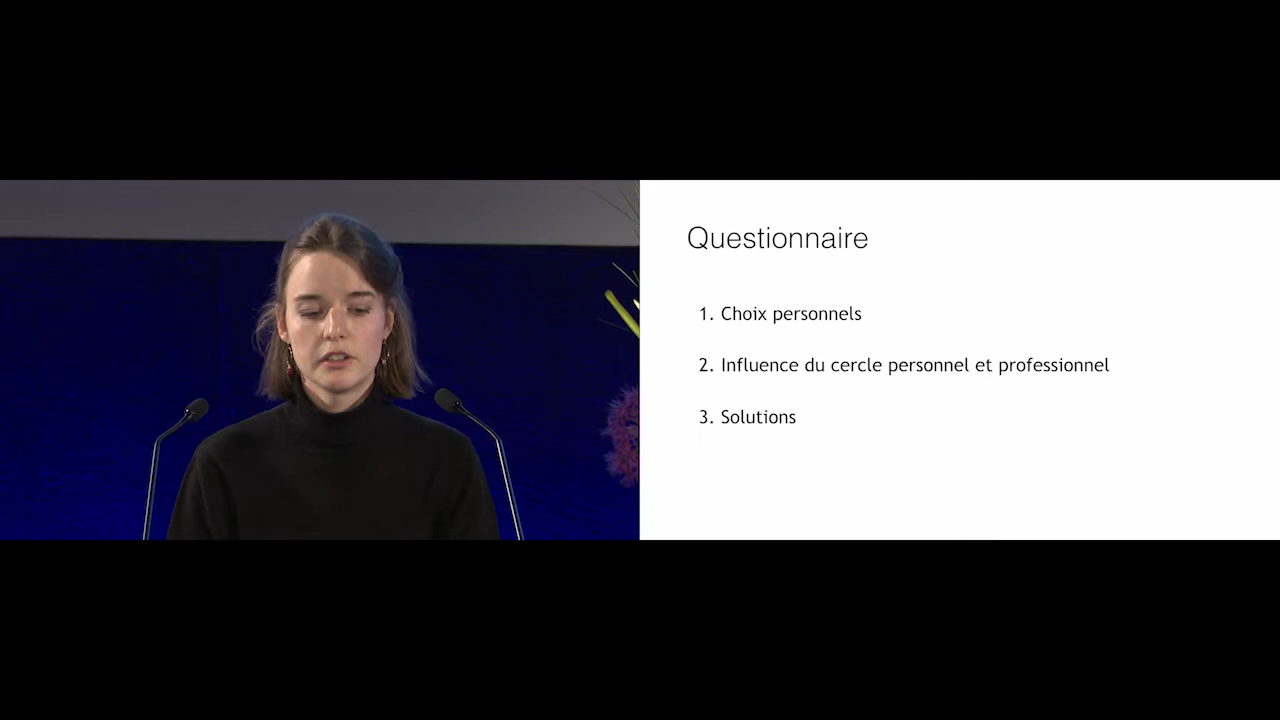 Questionnaire
1. Choix personnels
2. Influence du cercle personnel et professionnel
3. Solutions